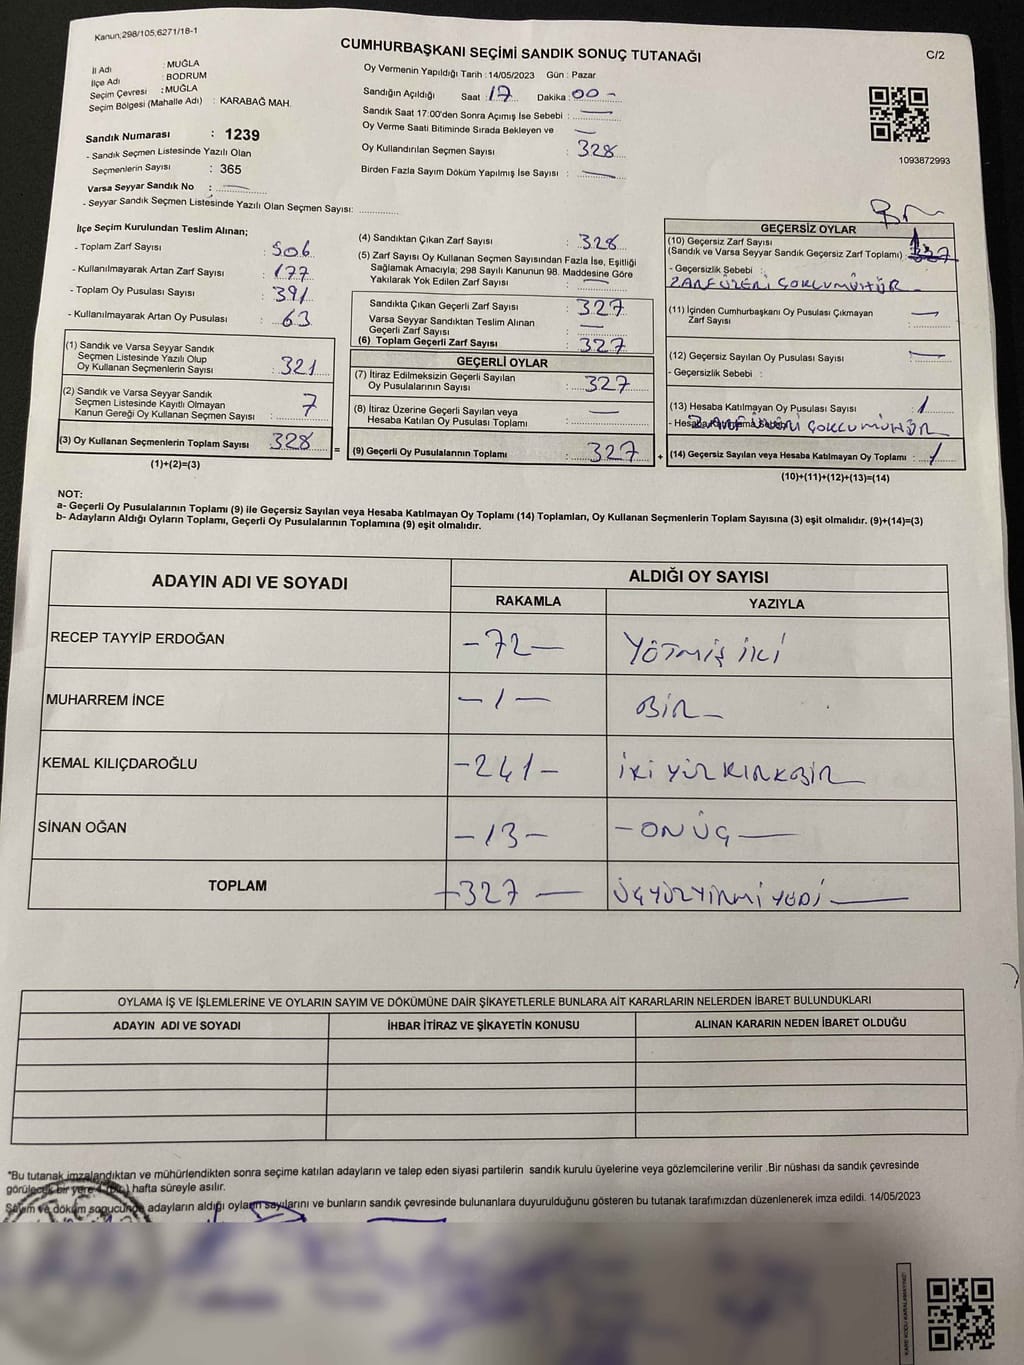 Kanun;298/105,6271/18-1
CUMHURBAŞKANI SEÇİMİ SANDIK SONUÇ TUTANAĞI
C/2
İl Adı : MUĞLA
İlçe Adı : BODRUM
Seçim Çevresi : MUĞLA
Seçim Bölgesi (Mahalle Adı) : KARABAĞ MAH.
Sandık Numarası : 1239
- Sandık Seçmen Listesinde Yazılı Olan
Seçmenlerin Sayısı : 365
Varsa Seyyar Sandık No : —
- Seyyar Sandık Seçmen Listesinde Yazılı Olan Seçmen Sayısı:
Oy Vermenin Yapıldığı Tarih : 14/05/2023 Gün : Pazar
Sandığın Açıldığı Saat : 17 Dakika : 00 -
Sandık Saat 17:00'den Sonra Açımış İse Sebebi : —
Oy Verme Saati Bitiminde Sırada Bekleyen ve —
Oy Kullandırılan Seçmen Sayısı : 328
Birden Fazla Sayım Döküm Yapılmış İse Sayısı : —
1093872993
İlçe Seçim Kurulundan Teslim Alınan;
- Toplam Zarf Sayısı : 506
- Kullanılmayarak Artan Zarf Sayısı : 177
- Toplam Oy Pusulası Sayısı : 391
- Kullanılmayarak Artan Oy Pusulası : 63
(1) Sandık ve Varsa Seyyar Sandık
Seçmen Listesinde Yazılı Olup
Oy Kullanan Seçmenlerin Sayısı : 321
(2) Sandık ve Varsa Seyyar Sandık
Seçmen Listesinde Kayıtlı Olmayan
Kanun Gereği Oy Kullanan Seçmen Sayısı : 7
(3) Oy Kullanan Seçmenlerin Toplam Sayısı 328 =
(1)+(2)=(3)
(4) Sandıktan Çıkan Zarf Sayısı : 328
(5) Zarf Sayısı Oy Kullanan Seçmen Sayısından Fazla İse, Eşitliği
Sağlamak Amacıyla; 298 Sayılı Kanunun 98. Maddesine Göre
Yakılarak Yok Edilen Zarf Sayısı : —
Sandıkta Çıkan Geçerli Zarf Sayısı : 327
Varsa Seyyar Sandıktan Teslim Alınan
Geçerli Zarf Sayısı : —
(6) Toplam Geçerli Zarf Sayısı : 327
GEÇERLİ OYLAR
(7) İtiraz Edilmeksizin Geçerli Sayılan
Oy Pusulalarının Sayısı : 327
(8) İtiraz Üzerine Geçerli Sayılan veya
Hesaba Katılan Oy Pusulası Toplamı : —
(9) Geçerli Oy Pusulalarının Toplamı : 327 +
GEÇERSİZ OYLAR
(10) Geçersiz Zarf Sayısı
(Sandık ve Varsa Seyyar Sandık Geçersiz Zarf Toplamı) : 1
- Geçersizlik Sebebi :
ZARF ÜZERİ ÇOKCUMÜHÜR -
(11) İçinden Cumhurbaşkanı Oy Pusulası Çıkmayan
Zarf Sayısı : —
(12) Geçersiz Sayılan Oy Pusulası Sayısı : —
- Geçersizlik Sebebi :
(13) Hesaba Katılmayan Oy Pusulası Sayısı : 1
- Hesaba Katılmama Sebebi: ZARF ÜZERİ ÇOKCUMÜHÜR
(14) Geçersiz Sayılan veya Hesaba Katılmayan Oy Toplamı : 1
(10)+(11)+(12)+(13)=(14)
NOT:
a- Geçerli Oy Pusulalarının Toplamı (9) ile Geçersiz Sayılan veya Hesaba Katılmayan Oy Toplamı (14) Toplamları, Oy Kullanan Seçmenlerin Toplam Sayısına (3) eşit olmalıdır. (9)+(14)=(3)
b- Adayların Aldığı Oyların Toplamı, Geçerli Oy Pusulalarının Toplamına (9) eşit olmalıdır.
ADAYIN ADI VE SOYADI ALDIĞI OY SAYISI
RAKAMLA YAZIYLA
RECEP TAYYİP ERDOĞAN -72- YÖTMİŞ İKİ
MUHARREM İNCE -1- BİR-
KEMAL KILIÇDAROĞLU -241- İKİ YÜZ KIRK BİR
SİNAN OĞAN -13- -ONÜÇ-
TOPLAM -327- ÜÇYÜZYİRMİ YEDİ-
OYLAMA İŞ VE İŞLEMLERİNE VE OYLARIN SAYIM VE DÖKÜMÜNE DAİR ŞİKAYETLERLE BUNLARA AİT KARARLARIN NELERDEN İBARET BULUNDUKLARI
ADAYIN ADI VE SOYADI İHBAR İTİRAZ VE ŞİKAYETİN KONUSU ALINAN KARARIN NEDEN İBARET OLDUĞU
*Bu tutanak imzalandıktan ve mühürlendikten sonra seçime katılan adayların ve talep eden siyasi partilerin sandık kurulu üyelerine veya gözlemcilerine verilir .Bir nüshası da sandık çevresinde
görülecek bir yere 1 (Bir) hafta süreyle asılır.
Sayım ve döküm sonucunda adayların aldığı oyların sayılarını ve bunların sandık çevresinde bulunanlara duyurulduğunu gösteren bu tutanak tarafımızdan düzenlenerek imza edildi. 14/05/2023